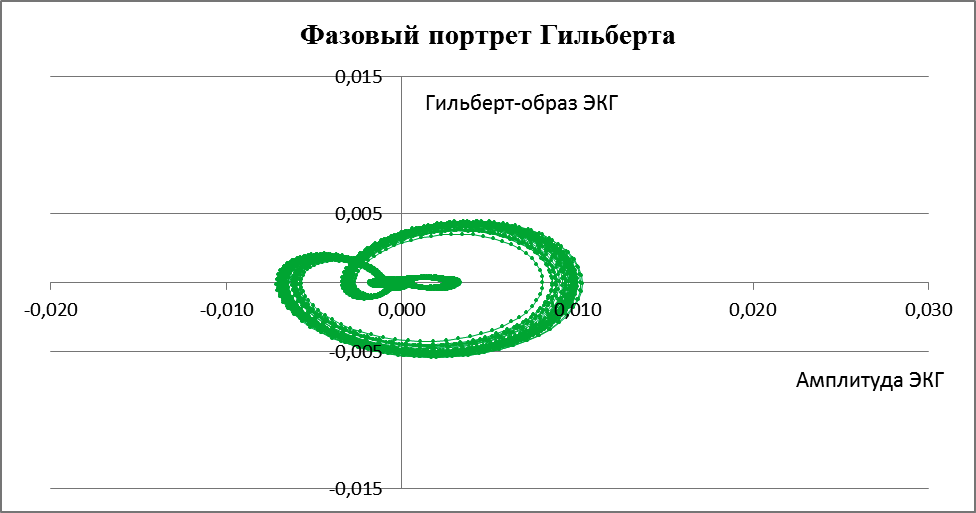 Фазовый портрет Гильберта
0,015
Гильберт-образ ЭКГ
0,005
-0,020 -0,010 0,000 0,010 0,020 0,030
-0,005
Амплитуда ЭКГ
-0,015